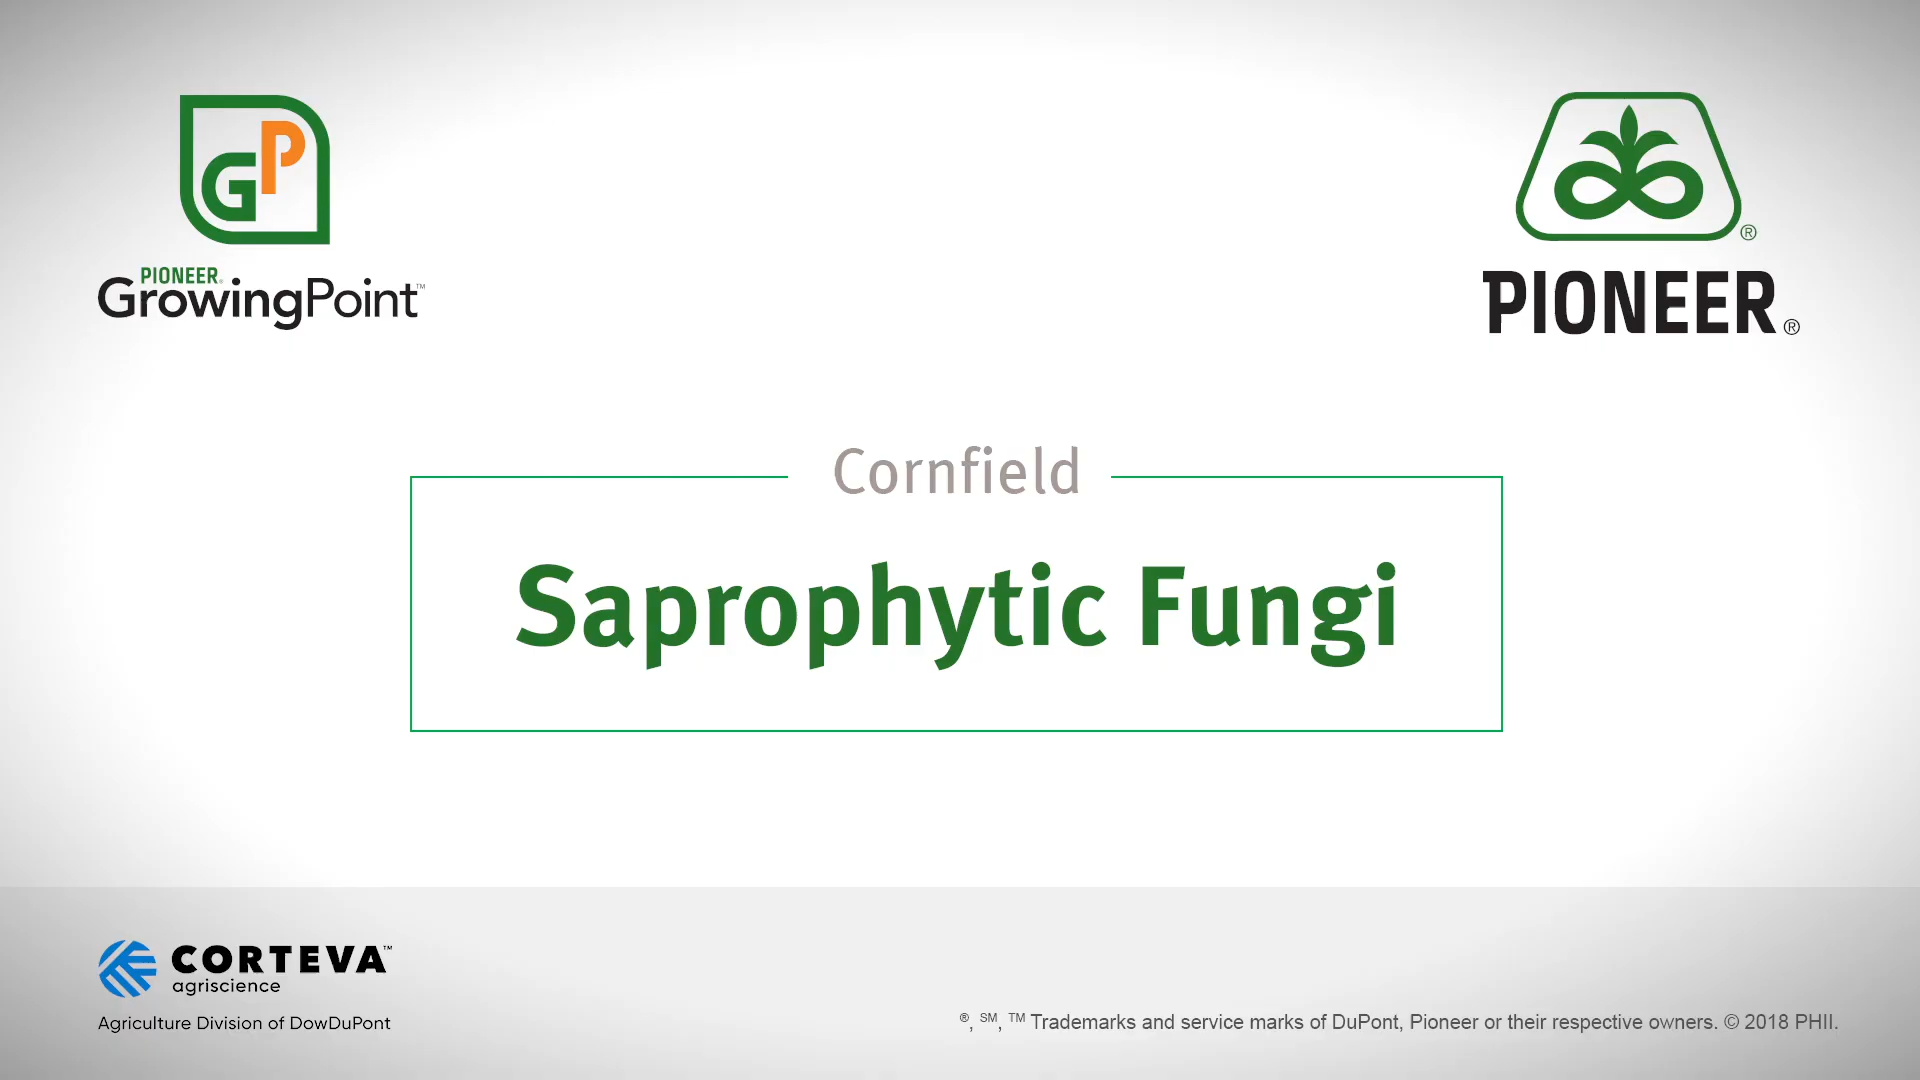 GP
PIONEER®
GrowingPoint™
®
PIONEER®
Cornfield
Saprophytic Fungi
CORTEVA™
agriscience
Agriculture Division of DowDuPont
®, SM, TM Trademarks and service marks of DuPont, Pioneer or their respective owners. © 2018 PHII.